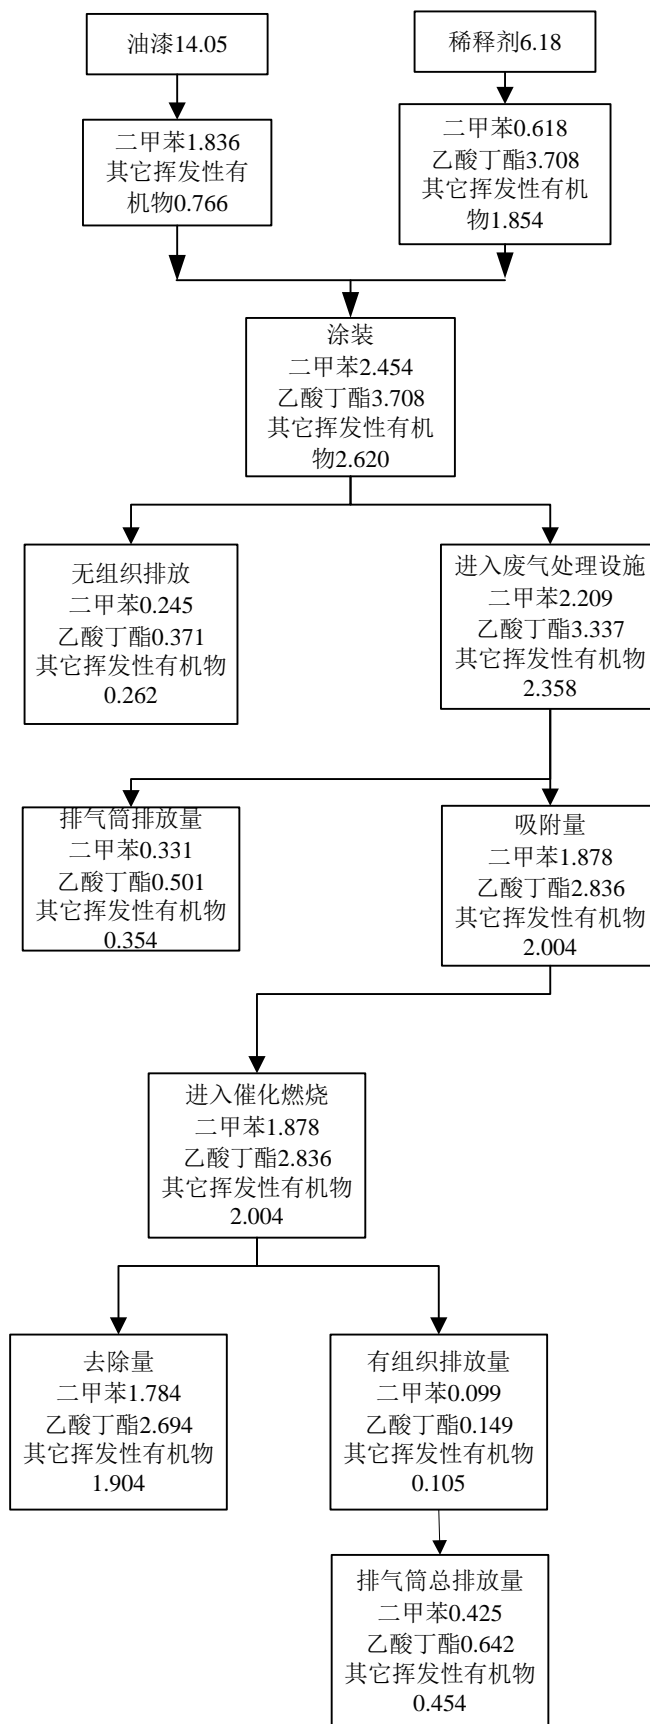 油漆14.05
稀释剂6.18
二甲苯1.836
其它挥发性有
机物0.766
二甲苯0.618
乙酸丁酯3.708
其它挥发性有机
物1.854
涂装
二甲苯2.454
乙酸丁酯3.708
其它挥发性有机
物2.620
无组织排放
二甲苯0.245
乙酸丁酯0.371
其它挥发性有机物
0.262
进入废气处理设施
二甲苯2.209
乙酸丁酯3.337
其它挥发性有机物
2.358
排气筒排放量
二甲苯0.331
乙酸丁酯0.501
其它挥发性有机物
0.354
吸附量
二甲苯1.878
乙酸丁酯2.836
其它挥发性有机物
2.004
进入催化燃烧
二甲苯1.878
乙酸丁酯2.836
其它挥发性有机物
2.004
去除量
二甲苯1.784
乙酸丁酯2.694
其它挥发性有机物
1.904
有组织排放量
二甲苯0.099
乙酸丁酯0.149
其它挥发性有机物
0.105
排气筒总排放量
二甲苯0.425
乙酸丁酯0.642
其它挥发性有机物
0.454